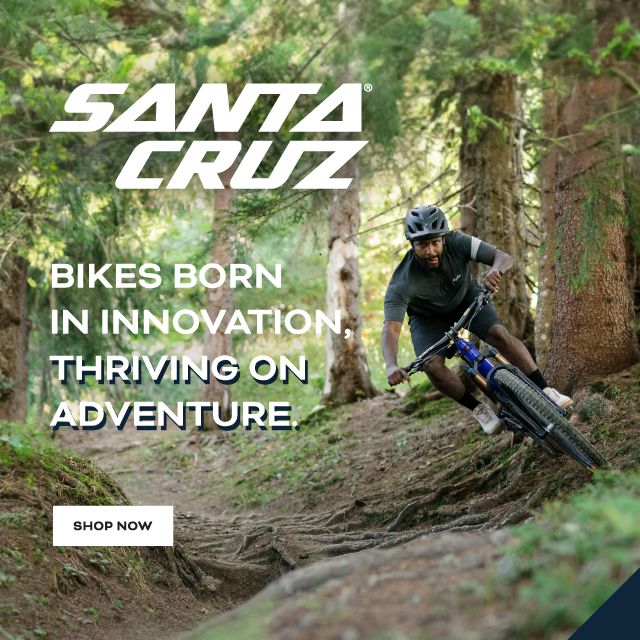 SANTA®
CRUZ
BIKES BORN
IN INNOVATION,
THRIVING ON
ADVENTURE.
SHOP NOW